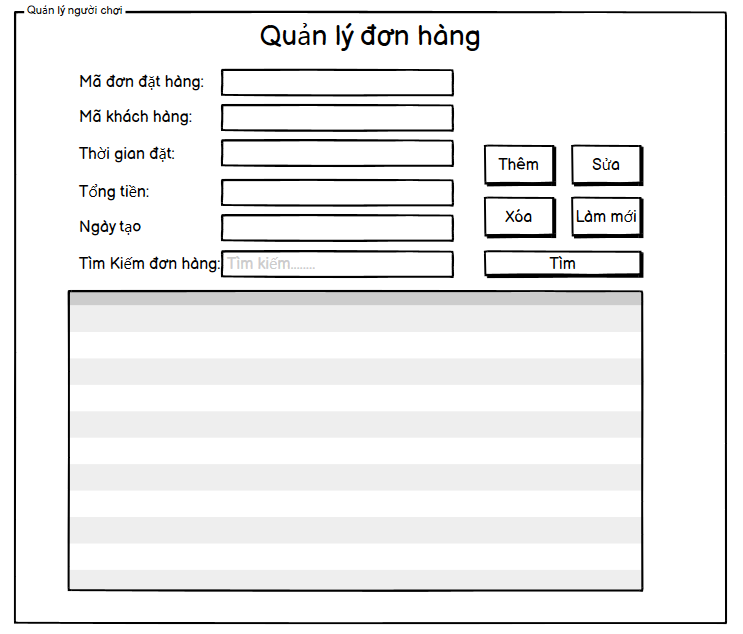 Quản lý người chơi
Quản lý đơn hàng
Mã đơn đặt hàng:
Mã khách hàng:
Thời gian đặt:
Thêm Sửa
Tổng tiền:
Xóa Làm mới
Ngày tạo
Tìm Kiếm đơn hàng: Tìm kiếm........ Tìm